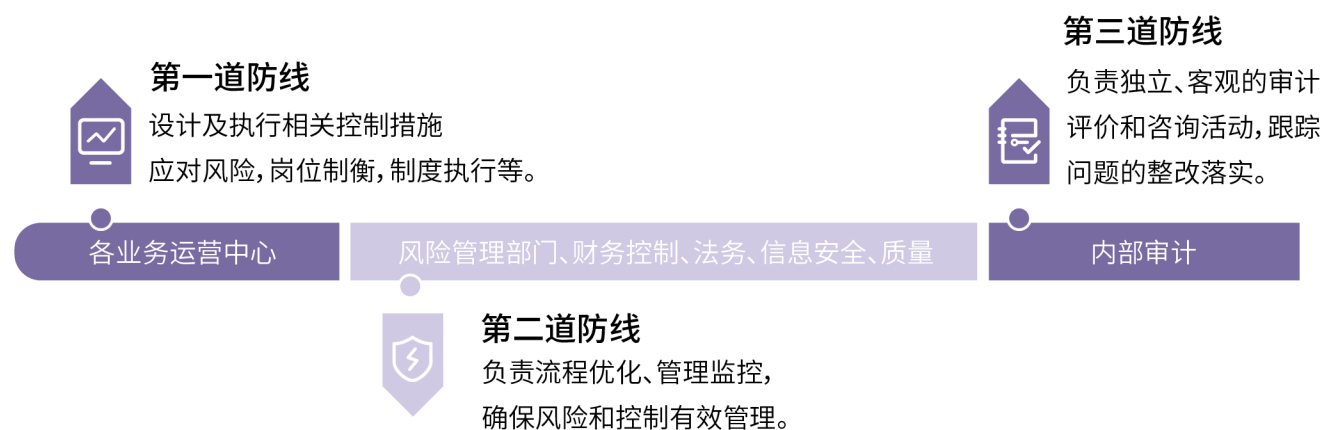 第一道防线
设计及执行相关控制措施
应对风险，岗位制衡，制度执行等。
第三道防线
负责独立、客观的审计
评价和咨询活动，跟踪
问题的整改落实。
各业务运营中心
风险管理部门、财务控制、法务、信息安全、质量
内部审计
第二道防线
负责流程优化、管理监控，
确保风险和控制有效管理。